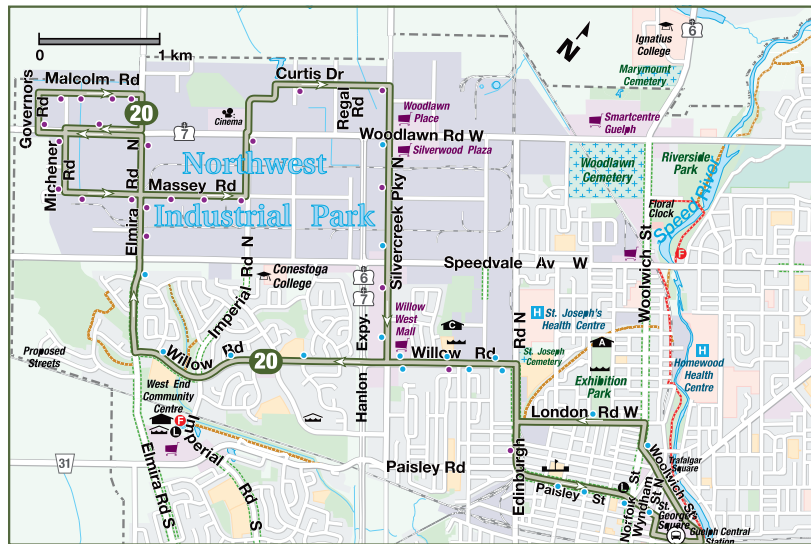 0 1 km
N
Ignatius
College
6
Marymount
Cemetery
Governors
Rd
Malcolm Rd
20
Curtis Dr
Regal
Rd
Cinema
7
Woodlawn
Place
Woodlawn Rd W
Silverwood Plaza
Smartcentre
Guelph
Woodlawn
Cemetery
Riverside
Park
Speed River
Floral
Clock
F
Michener
Rd
Elmira Rd N
Massey Rd
Northwest
Industrial Park
Silvercreek Pky N
Imperial Rd N
Conestoga
College
6
7
Speedvale Av W
Woolwich St
Hanlon Expy.
Willow
West
Mall
C
Willow Rd
H St. Joseph's
Health Centre
St. Joseph
Cemetery
A
Exhibition
Park
H
Homewood
Health
Centre
Proposed
Streets
Willow Rd
20
West End
Community
Centre
F
L
Imperial Rd S
Elmira Rd S
31
Paisley Rd
Edinburgh Rd N
London Rd W
Paisley St
L
Norfolk St
Wyndham St N
Woolwich St
Trafalgar
Square
St.
George's
Square
Guelph Central
Station